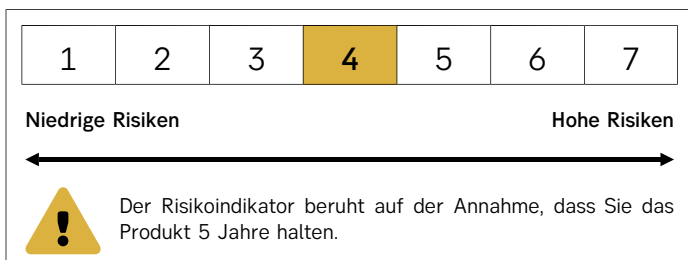 1 2 3 4 5 6 7
Niedrige Risiken Hohe Risiken
Der Risikoindikator beruht auf der Annahme, dass Sie das
Produkt 5 Jahre halten.